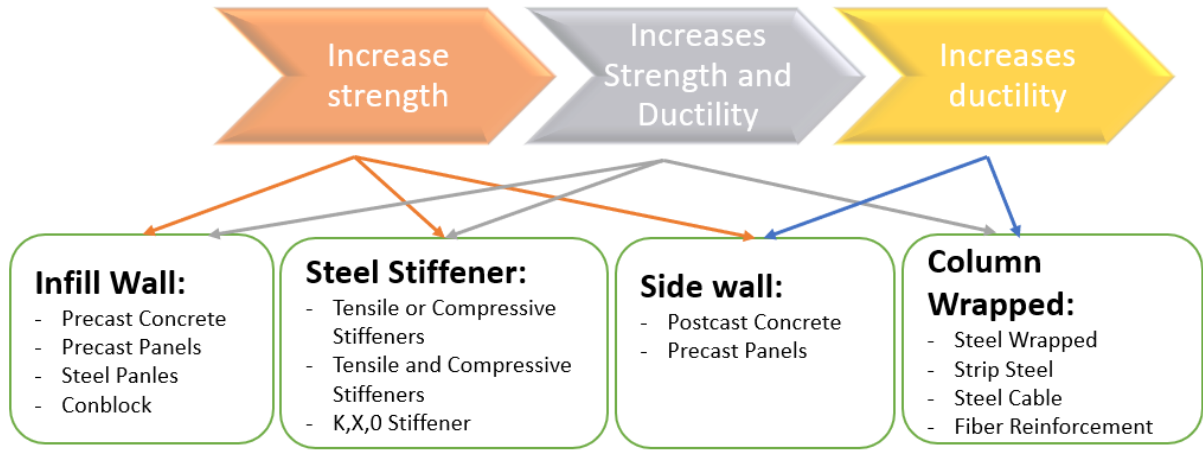 Increase
strength
Increases
Strength and
Ductility
Increases
ductility
Infill Wall:
- Precast Concrete
- Precast Panels
- Steel Panles
- Conblock
Steel Stiffener:
- Tensile or Compressive
Stiffeners
- Tensile and Compressive
Stiffeners
- K,X,0 Stiffener
Side wall:
- Postcast Concrete
- Precast Panels
Column
Wrapped:
- Steel Wrapped
- Strip Steel
- Steel Cable
- Fiber Reinforcement